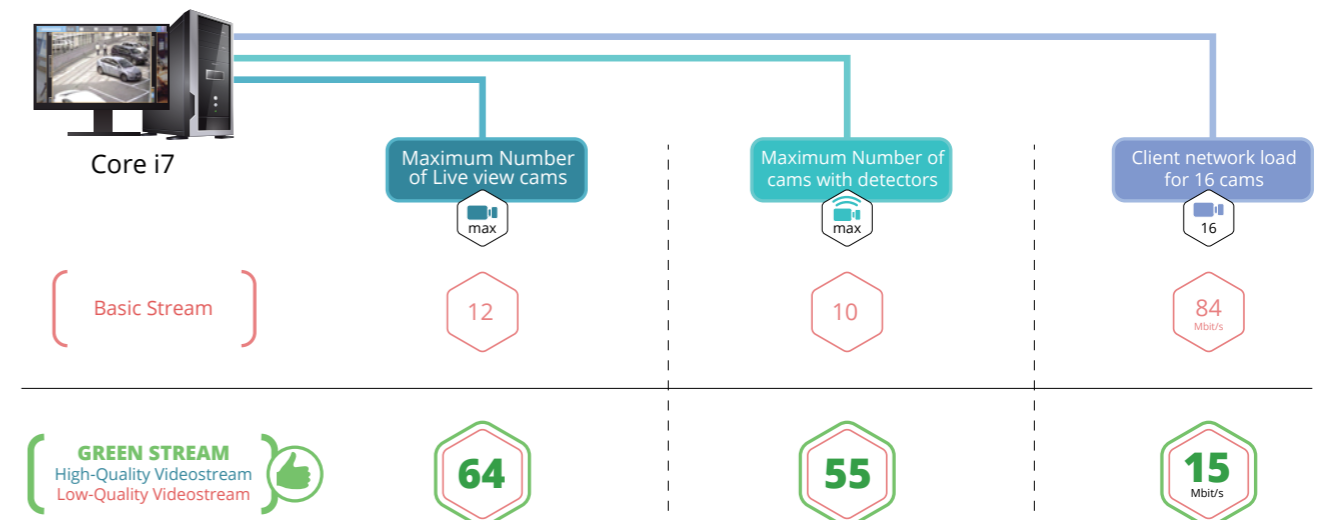 Core i7
Maximum Number
of Live view cams
max
Maximum Number of
cams with detectors
max
Client network load
for 16 cams
16
Basic Stream
12
10
84
Mbit/s
GREEN STREAM
High-Quality Videostream
Low-Quality Videostream
64
55
15
Mbit/s